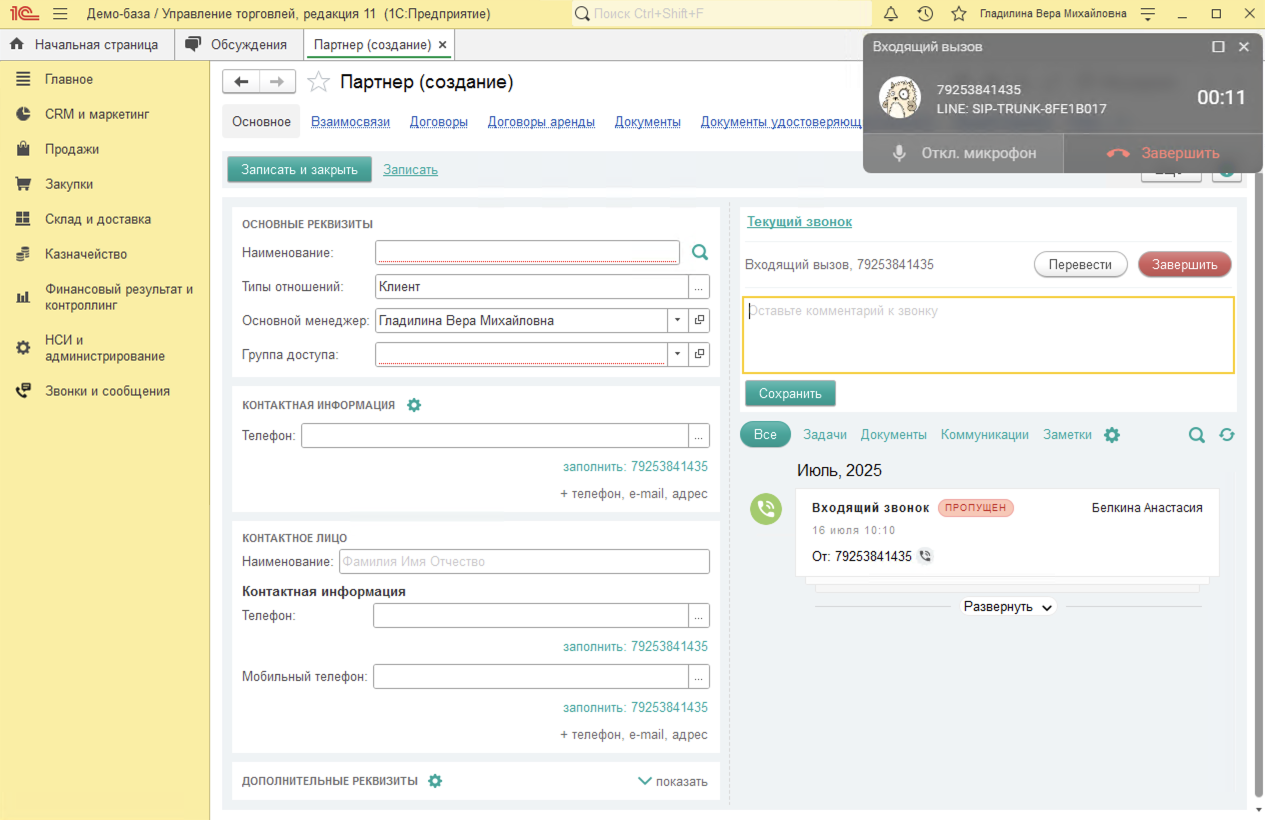 1С Демо-база / Управление торговлей, редакция 11 (1С:Предприятие) Поиск Ctrl+Shift+F Гладилина Вера Михайловна
Начальная страница Обсуждения Партнер (создание)
Главное
CRM и маркетинг
Продажи
Закупки
Склад и доставка
Казначейство
Финансовый результат и
контроллинг
НСИ и
администрирование
Звонки и сообщения
Входящий вызов
79253841435
LINE: SIP-TRUNK-8FE1B017
00:11
Откл. микрофон Завершить
Партнер (создание)
Основное Взаимосвязи Договоры Договоры аренды Документы Документы удостоверяющ
Записать и закрыть Записать
ОСНОВНЫЕ РЕКВИЗИТЫ
Наименование:
Типы отношений: Клиент ...
Основной менеджер: Гладилина Вера Михайловна
Группа доступа:
КОНТАКТНАЯ ИНФОРМАЦИЯ
Телефон: ...
заполнить: 79253841435
+ телефон, e-mail, адрес
КОНТАКТНОЕ ЛИЦО
Наименование: Фамилия Имя Отчество
Контактная информация
Телефон: ...
заполнить: 79253841435
Мобильный телефон: ...
заполнить: 79253841435
+ телефон, e-mail, адрес
ДОПОЛНИТЕЛЬНЫЕ РЕКВИЗИТЫ показать
Текущий звонок
Входящий вызов, 79253841435 Перевести Завершить
Оставьте комментарий к звонку
Сохранить
Все Задачи Документы Коммуникации Заметки
Июль, 2025
Входящий звонок ПРОПУЩЕН Белкина Анастасия
16 июля 10:10
От: 79253841435
Развернуть